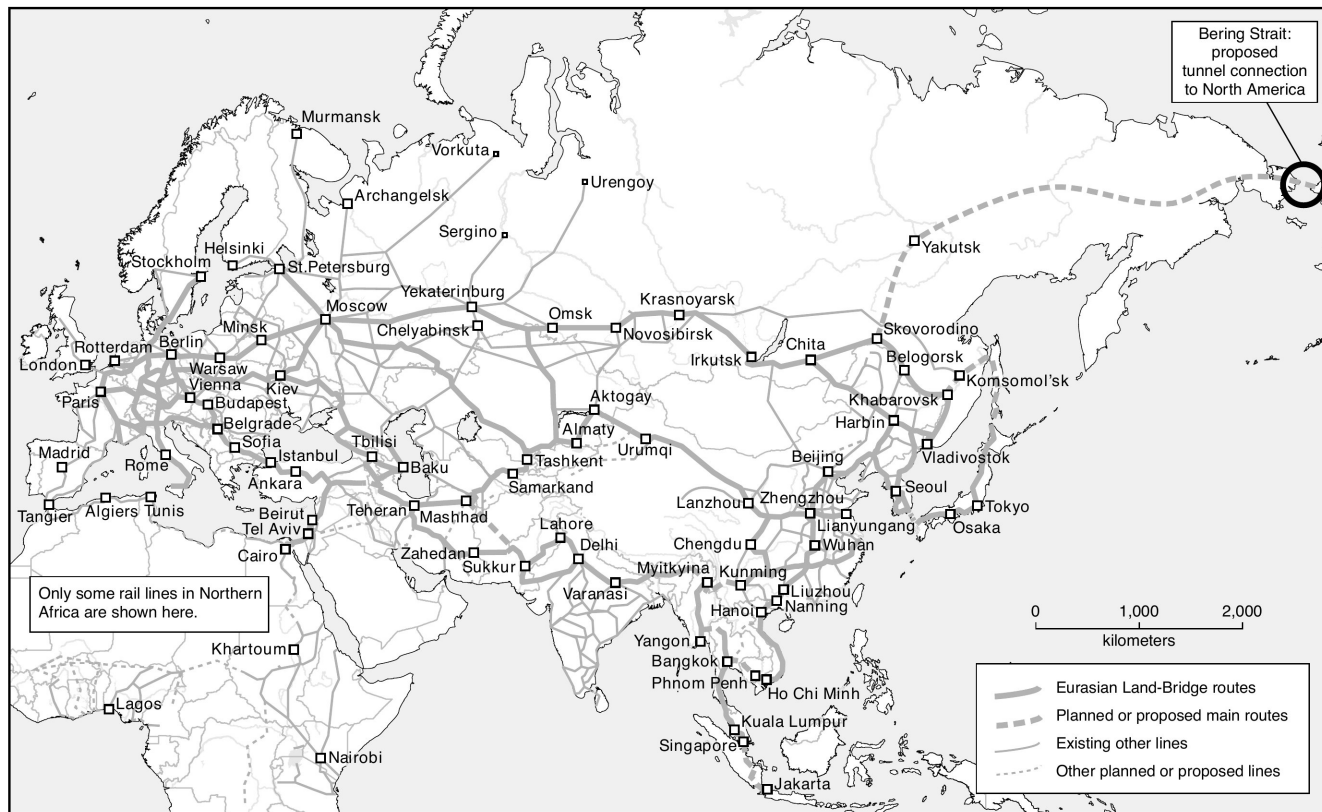 Bering Strait:
proposed
tunnel connection
to North America
Murmansk
Vorkuta
Urengoy
Archangelsk
Sergino
Yakutsk
Helsinki
Stockholm
St.Petersburg
Yekaterinburg
Krasnoyarsk
Moscow
Omsk
Chelyabinsk
Novosibirsk
Minsk
Skovorodino
Rotterdam
Berlin
Chita
Irkutsk
Belogorsk
London
Warsaw
Komsomol'sk
Vienna
Kiev
Paris
Budapest
Aktogay
Khabarovsk
Belgrade
Harbin
Almaty
Sofia
Tbilisi
Urumqi
Madrid
Vladivostok
Rome
Istanbul
Baku
Tashkent
Beijing
Ankara
Samarkand
Seoul
Tangier
Algiers
Tunis
Beirut
Teheran
Mashhad
Lanzhou
Zhengzhou
Tokyo
Tel Aviv
Lianyungang
Osaka
Lahore
Cairo
Zahedan
Delhi
Chengdu
Wuhan
Sukkur
Myitkyina
Kunming
Varanasi
Liuzhou
Nanning
Hanoi
Only some rail lines in Northern
Africa are shown here.
0 1,000 2,000
kilometers
Khartoum
Yangon
Bangkok
Phnom Penh
Ho Chi Minh
Lagos
Kuala Lumpur
Singapore
Nairobi
Jakarta
Eurasian Land-Bridge routes
Planned or proposed main routes
Existing other lines
Other planned or proposed lines